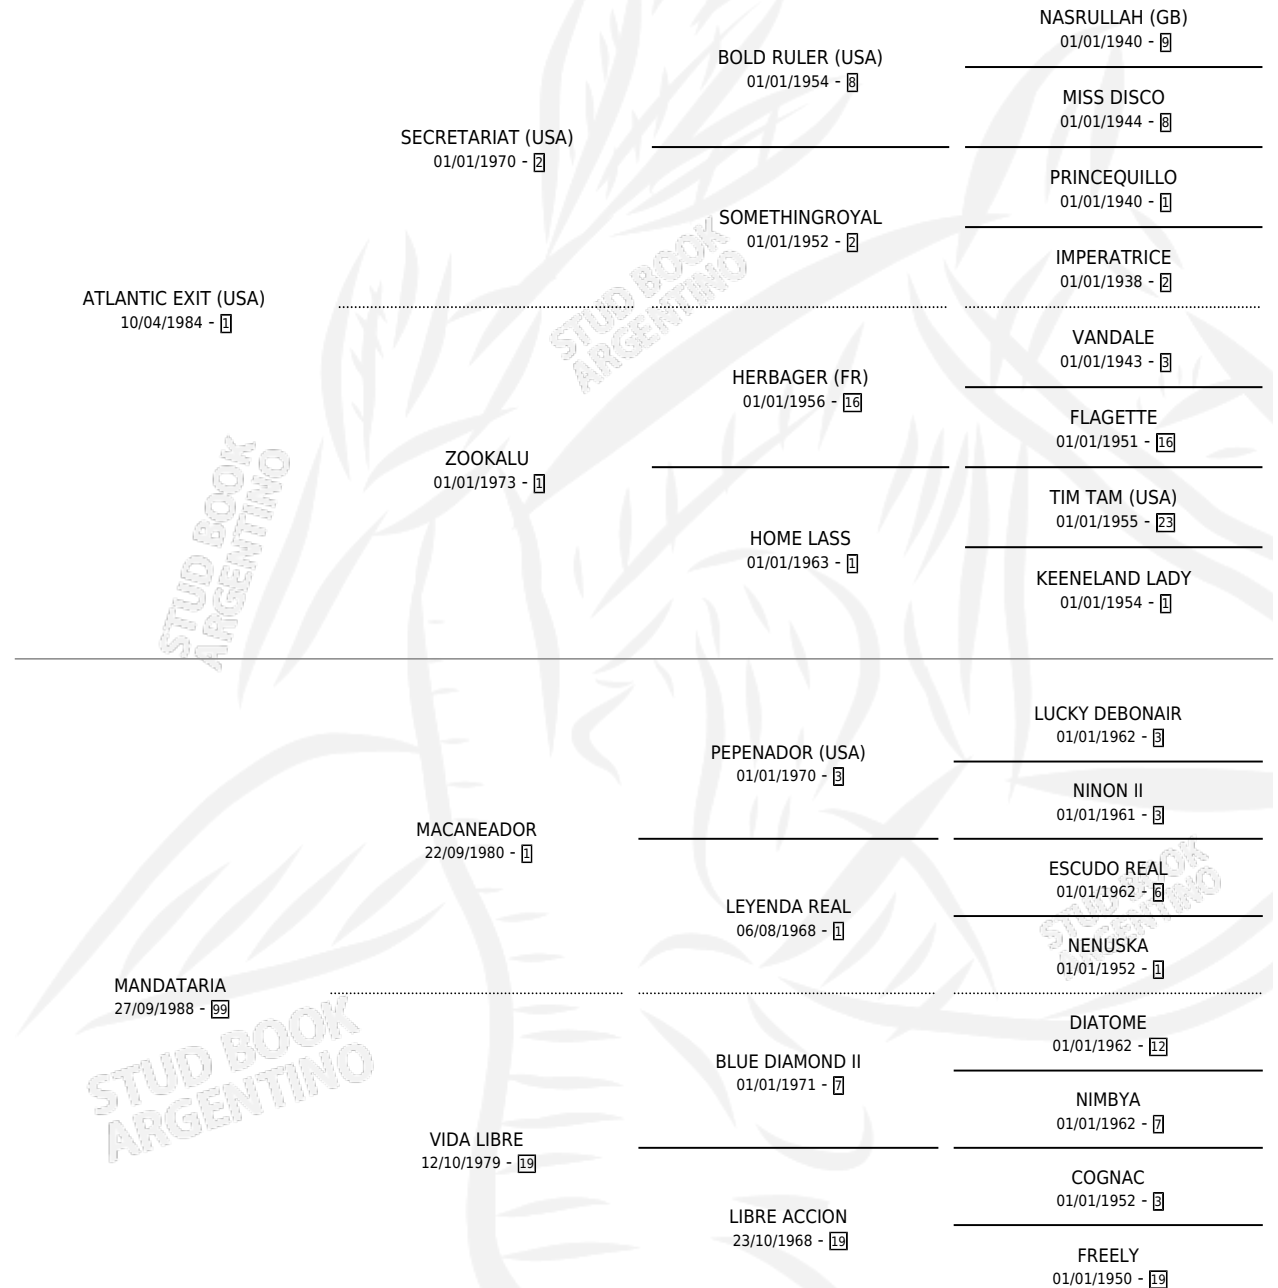 NASRULLAH (GB)
01/01/1940 - 9
BOLD RULER (USA)
01/01/1954 - 8
MISS DISCO
01/01/1944 - 8
SECRETARIAT (USA)
01/01/1970 - 2
PRINCEQUILLO
01/01/1940 - 1
SOMETHINGROYAL
01/01/1952 - 2
IMPERATRICE
01/01/1938 - 2
ATLANTIC EXIT (USA)
10/04/1984 - 1
STUD BOOK
ARGENTINO
VANDALE
01/01/1943 - 3
HERBAGER (FR)
01/01/1956 - 16
FLAGETTE
01/01/1951 - 16
ZOOKALU
01/01/1973 - 1
TIM TAM (USA)
01/01/1955 - 23
HOME LASS
01/01/1963 - 1
KEENELAND LADY
01/01/1954 - 1
STUD BOOK
ARGENTINO
LUCKY DEBONAIR
01/01/1962 - 3
PEPENADOR (USA)
01/01/1970 - 3
NINON II
01/01/1961 - 3
MACANEADOR
22/09/1980 - 1
ESCUDO REAL
01/01/1962 - 6
LEYENDA REAL
06/08/1968 - 1
STUD BOOK
ARGENTINO
NENUSKA
01/01/1952 - 1
MANDATARIA
27/09/1988 - 99
DIATOME
01/01/1962 - 12
BLUE DIAMOND II
01/01/1971 - 7
STUD BOOK
ARGENTINO
NIMBYA
01/01/1962 - 7
VIDA LIBRE
12/10/1979 - 19
COGNAC
01/01/1952 - 3
LIBRE ACCION
23/10/1968 - 19
FREELY
01/01/1950 - 19